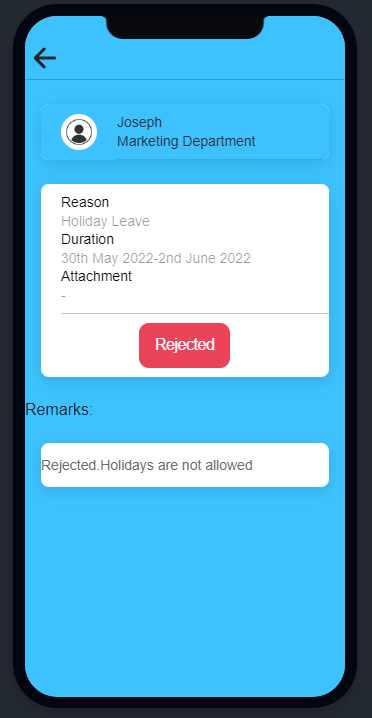 Joseph
Marketing Department
Reason
Holiday Leave
Duration
30th May 2022-2nd June 2022
Attachment
-
Rejected
Remarks:
Rejected.Holidays are not allowed